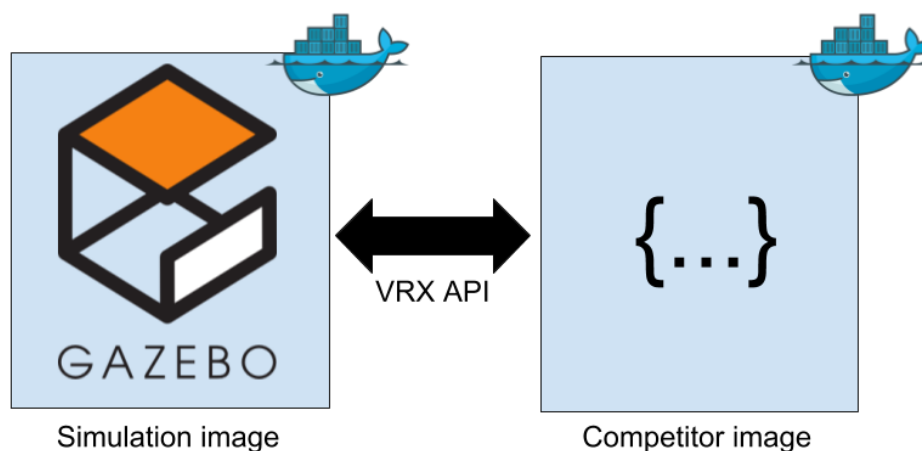 GAZEBO
VRX API
{...}
Simulation image
Competitor image